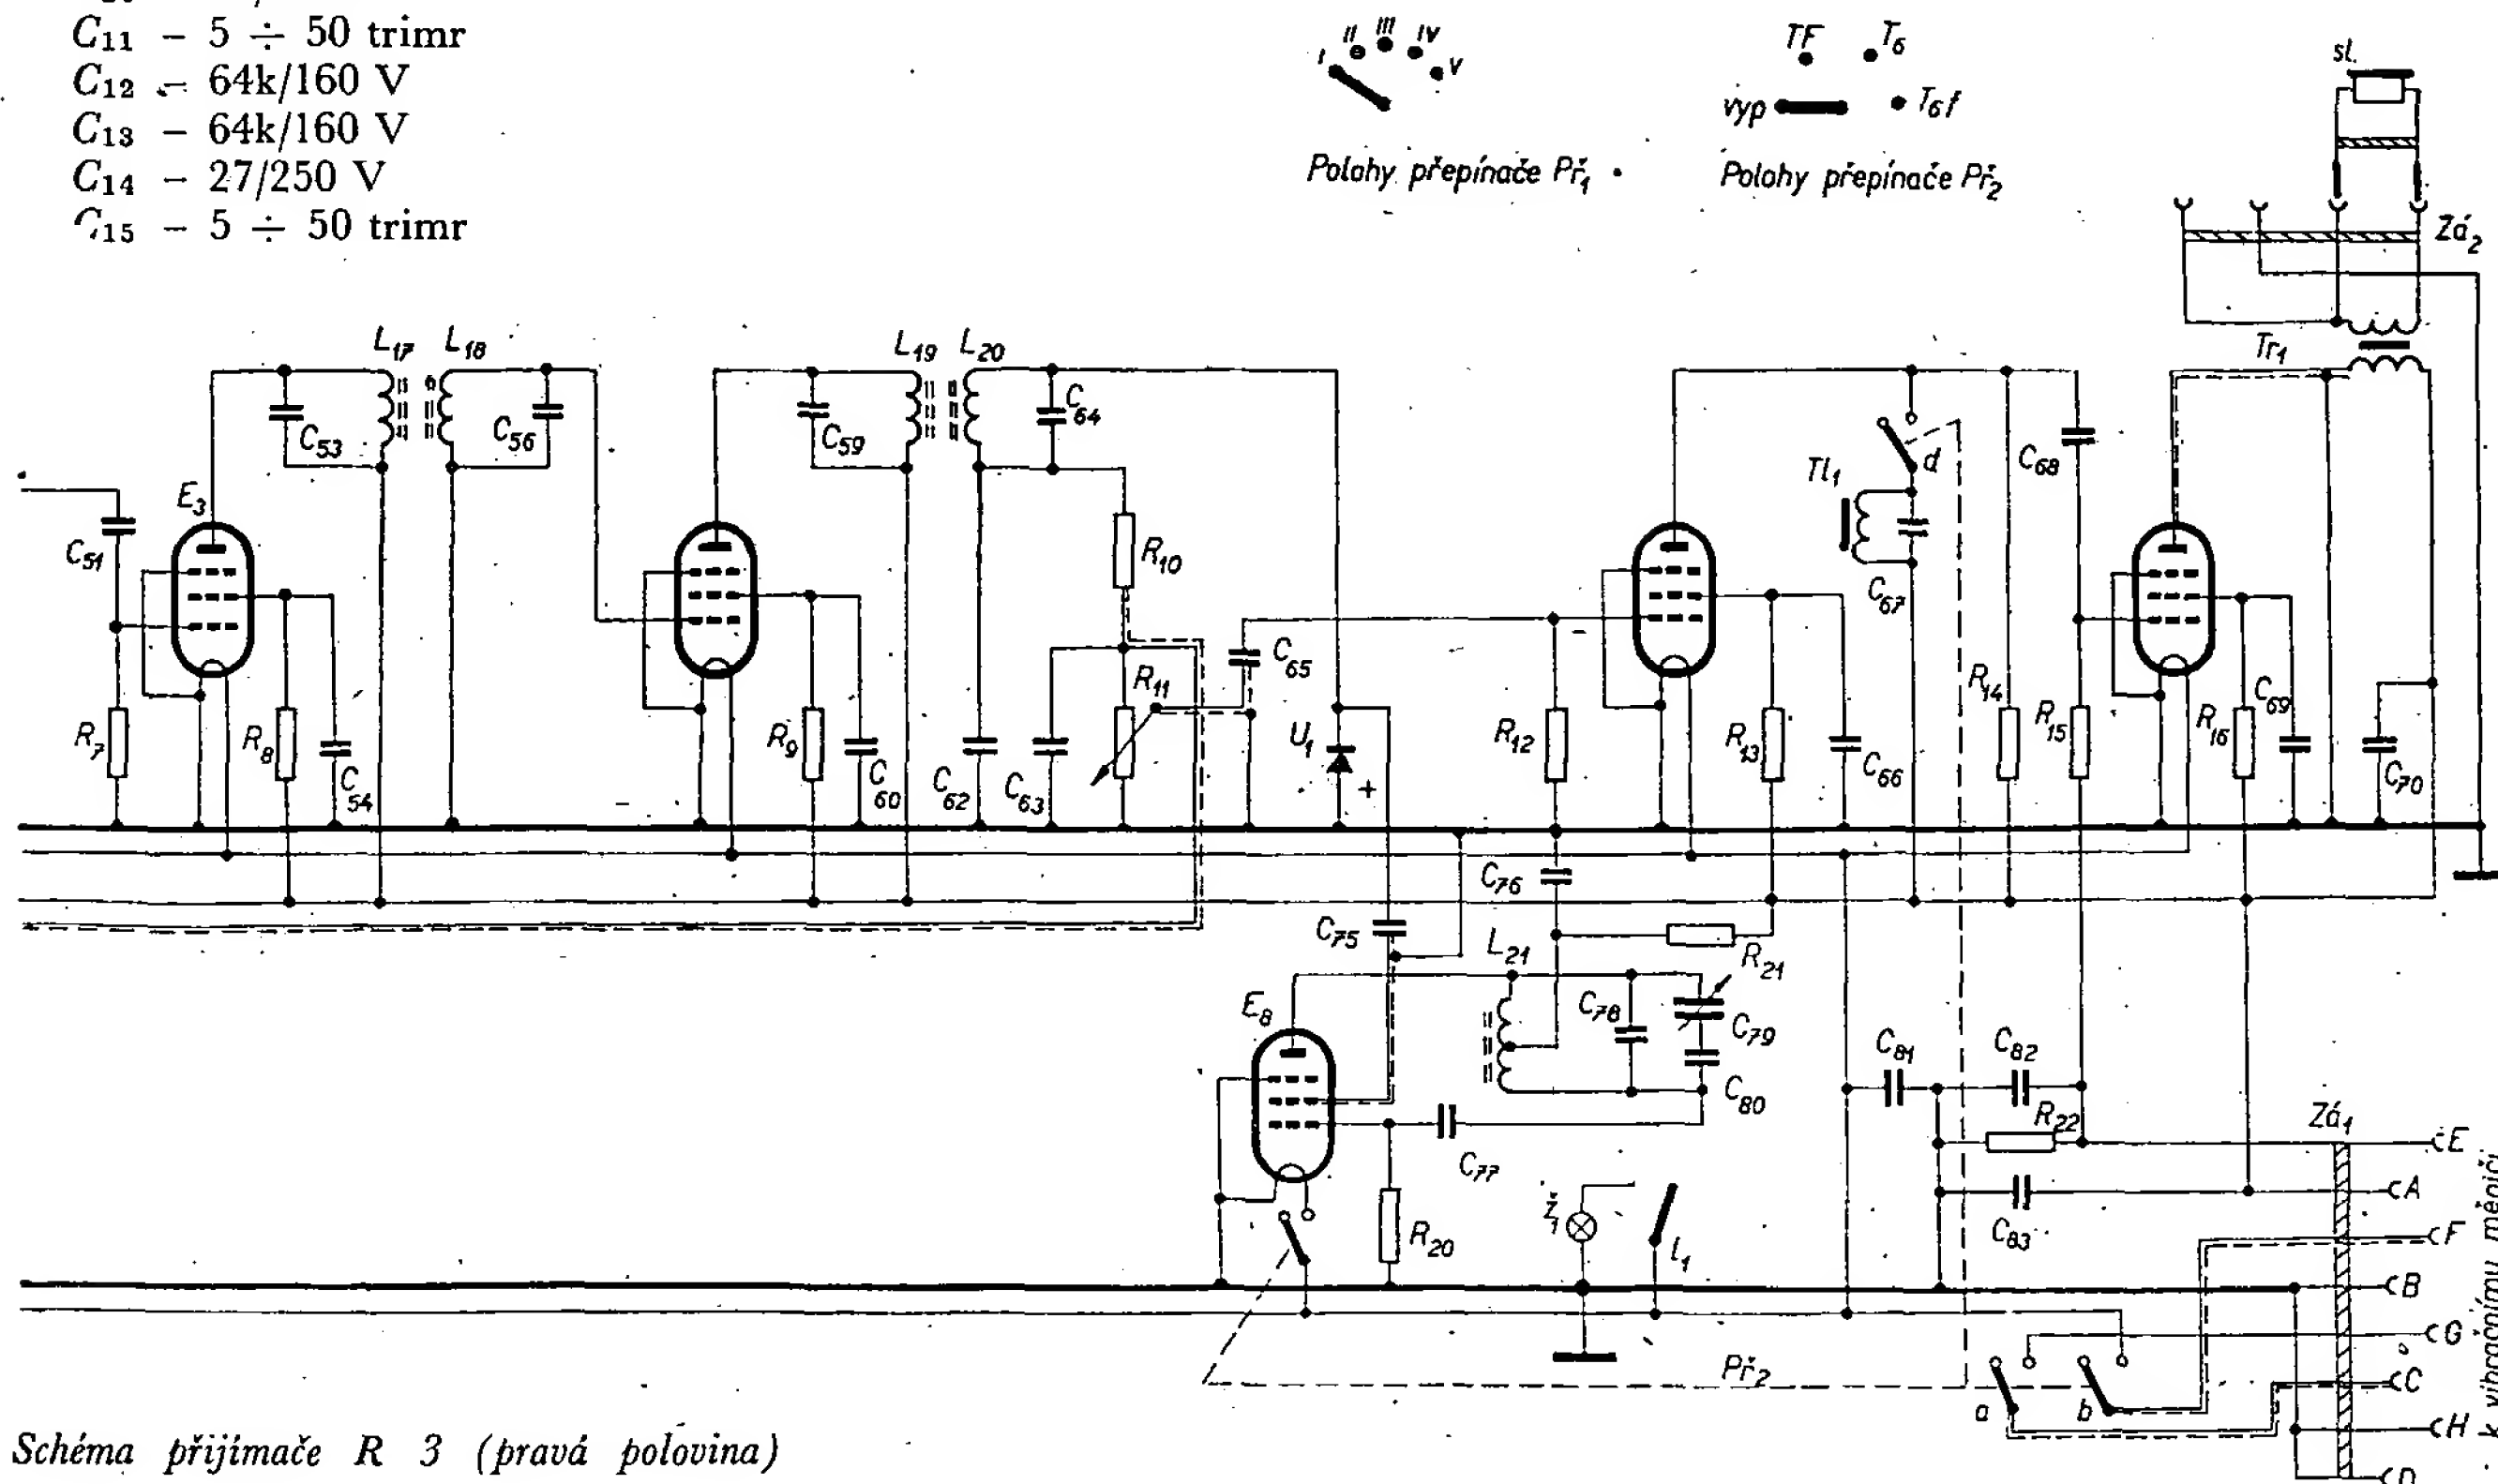 C11 – 5 ÷ 50 trimr
C12 – 64k/160 V
C13 – 64k/160 V
C14 – 27/250 V
C15 – 5 ÷ 50 trimr
I II III IV V
Polohy přepínače Př1
TF T6
vyp T6f
Polohy přepínače Př2
sl.
Zá2
L17 L18 L19 L20 Tr1
C53 C56 C59 C64 C68
E3 Tl1 d
C51 R10 C67
R11 C65
R7 R8 C54 R9 C60 C62 C63 U1 + R12 R13 C66 R14 R15 R16 C69 C70
C76
C75 L21 R21
E8 C78 C79
C80 C81 C82
C77 R22 Zá1 E
A
R20 Ž1 L1 C83 F
B
G
Př2 C
a b H
D
k vibračnímu měniči
Schéma přijímače R 3 (pravá polovina)